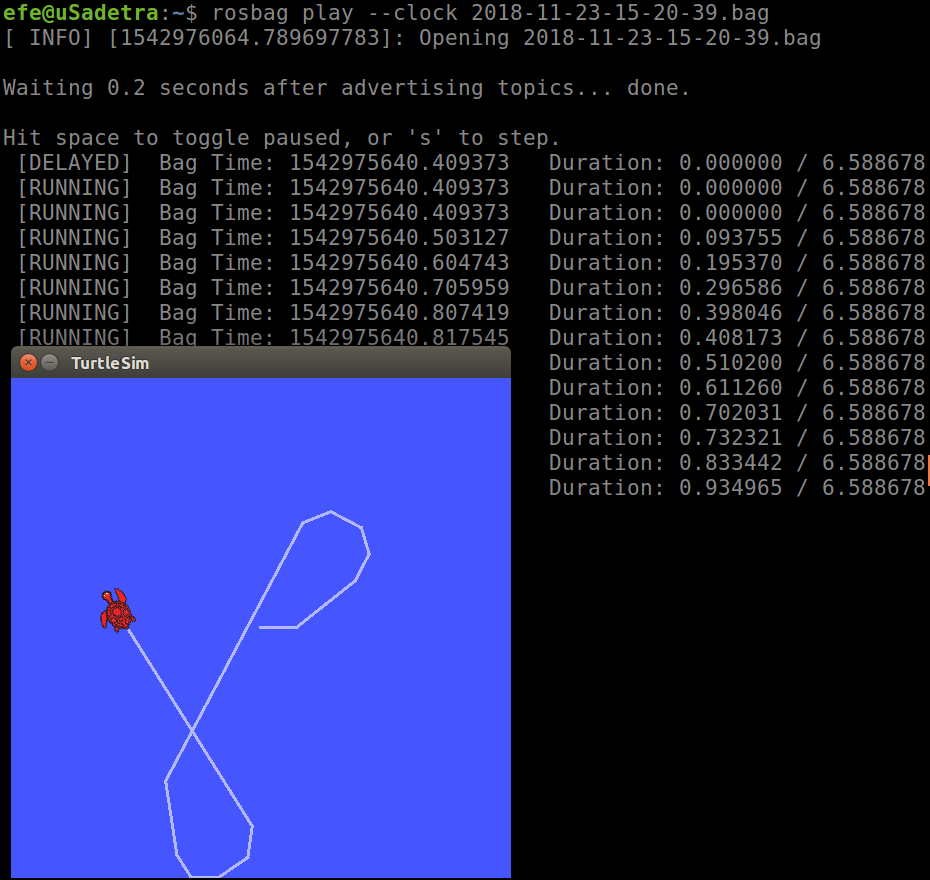 efe@uSadetra:~$ rosbag play --clock 2018-11-23-15-20-39.bag
[ INFO] [1542976064.789697783]: Opening 2018-11-23-15-20-39.bag
Waiting 0.2 seconds after advertising topics... done.
Hit space to toggle paused, or 's' to step.
[DELAYED]  Bag Time: 1542975640.409373   Duration: 0.000000 / 6.588678
[RUNNING]  Bag Time: 1542975640.409373   Duration: 0.000000 / 6.588678
[RUNNING]  Bag Time: 1542975640.409373   Duration: 0.000000 / 6.588678
[RUNNING]  Bag Time: 1542975640.503127   Duration: 0.093755 / 6.588678
[RUNNING]  Bag Time: 1542975640.604743   Duration: 0.195370 / 6.588678
[RUNNING]  Bag Time: 1542975640.705959   Duration: 0.296586 / 6.588678
[RUNNING]  Bag Time: 1542975640.807419   Duration: 0.398046 / 6.588678
[RUNNING]  Bag Time: 1542975640.817545   Duration: 0.408173 / 6.588678
Duration: 0.510200 / 6.588678
Duration: 0.611260 / 6.588678
Duration: 0.702031 / 6.588678
Duration: 0.732321 / 6.588678
Duration: 0.833442 / 6.588678
Duration: 0.934965 / 6.588678
TurtleSim